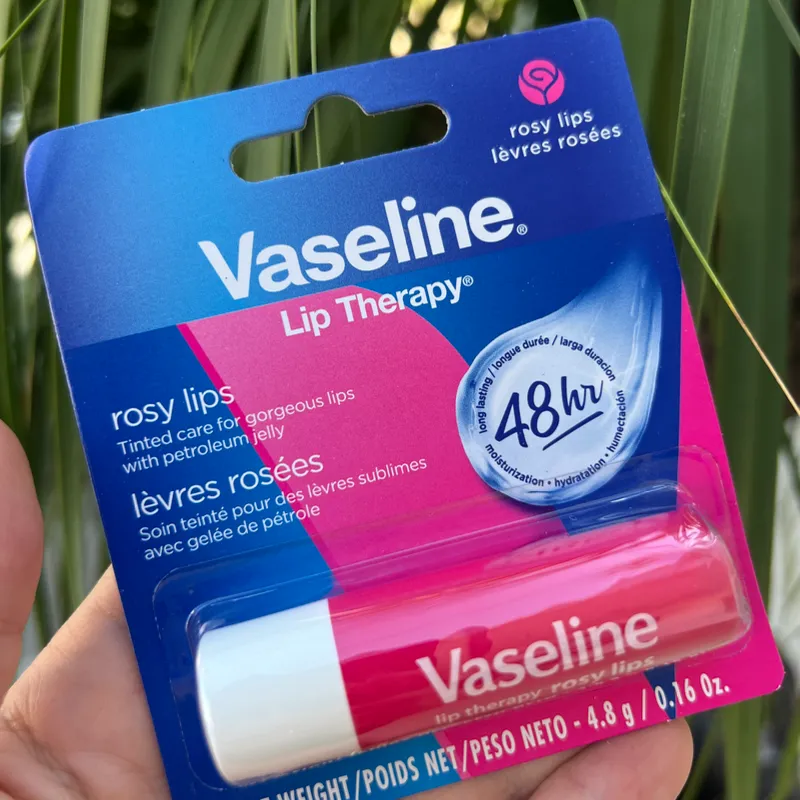 rosy lips
lèvres rosées
Vaseline®
Lip Therapy®
rosy lips
Tinted care for gorgeous lips
with petroleum jelly
lèvres rosées
Soin teinté pour des lèvres sublimes
avec gelée de pétrole
long lasting / longue durée / larga duración
48hr
moisturization • hydratation • humectación
Vaseline
lip therapy rosy lips
WEIGHT/POIDS NET/PESO NETO - 4.8 g / 0.16 Oz.